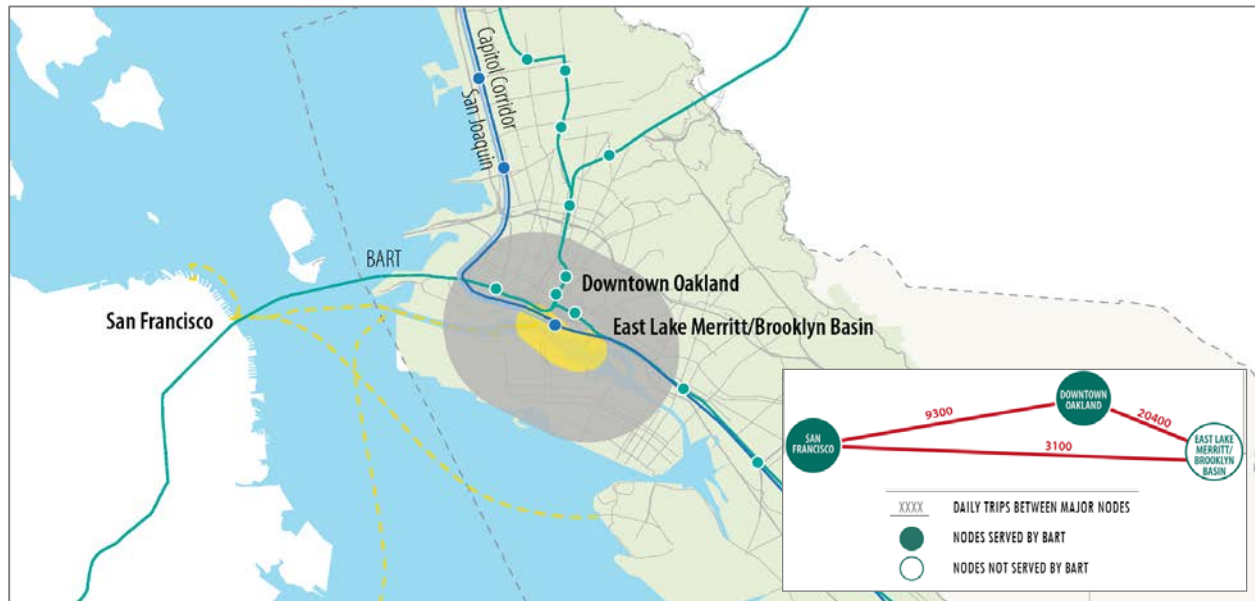 Capitol Corridor
San Joaquin
BART
Downtown Oakland
San Francisco
East Lake Merritt/Brooklyn Basin
DOWNTOWN
OAKLAND
9300
20400
SAN
FRANCISCO
3100
EAST LAKE
MERRITT/
BROOKLYN
BASIN
XXXX DAILY TRIPS BETWEEN MAJOR NODES
NODES SERVED BY BART
NODES NOT SERVED BY BART